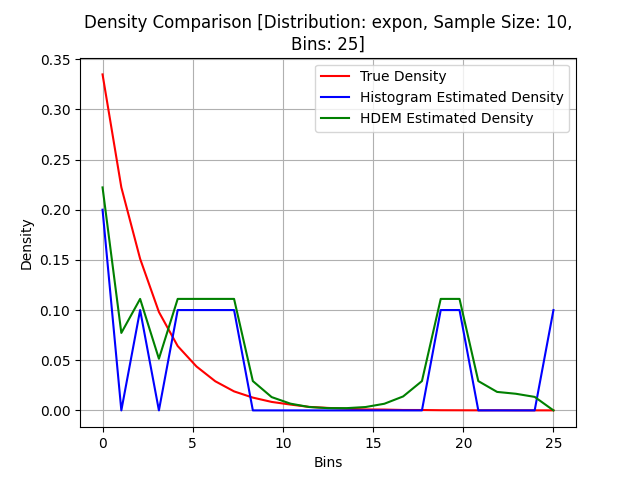 Density Comparison [Distribution: expon, Sample Size: 10,
Bins: 25]
True Density
Histogram Estimated Density
HDEM Estimated Density
Density
0.35
0.30
0.25
0.20
0.15
0.10
0.05
0.00
0 5 10 15 20 25
Bins